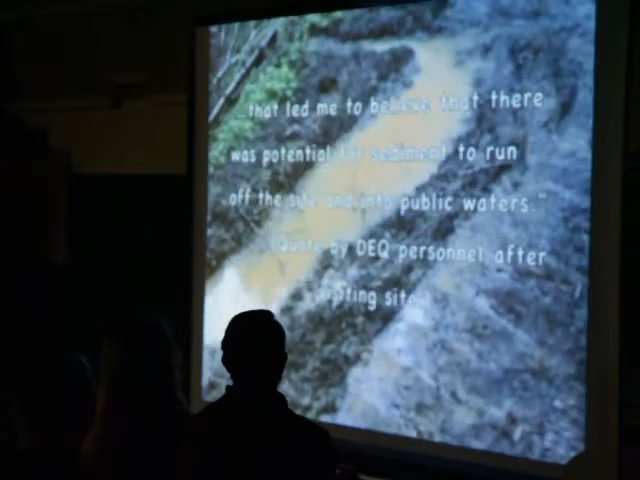 that led me to believe that there
was potential for sediment to run
off the site and into public waters."
(Quote by DEQ personnel after
site